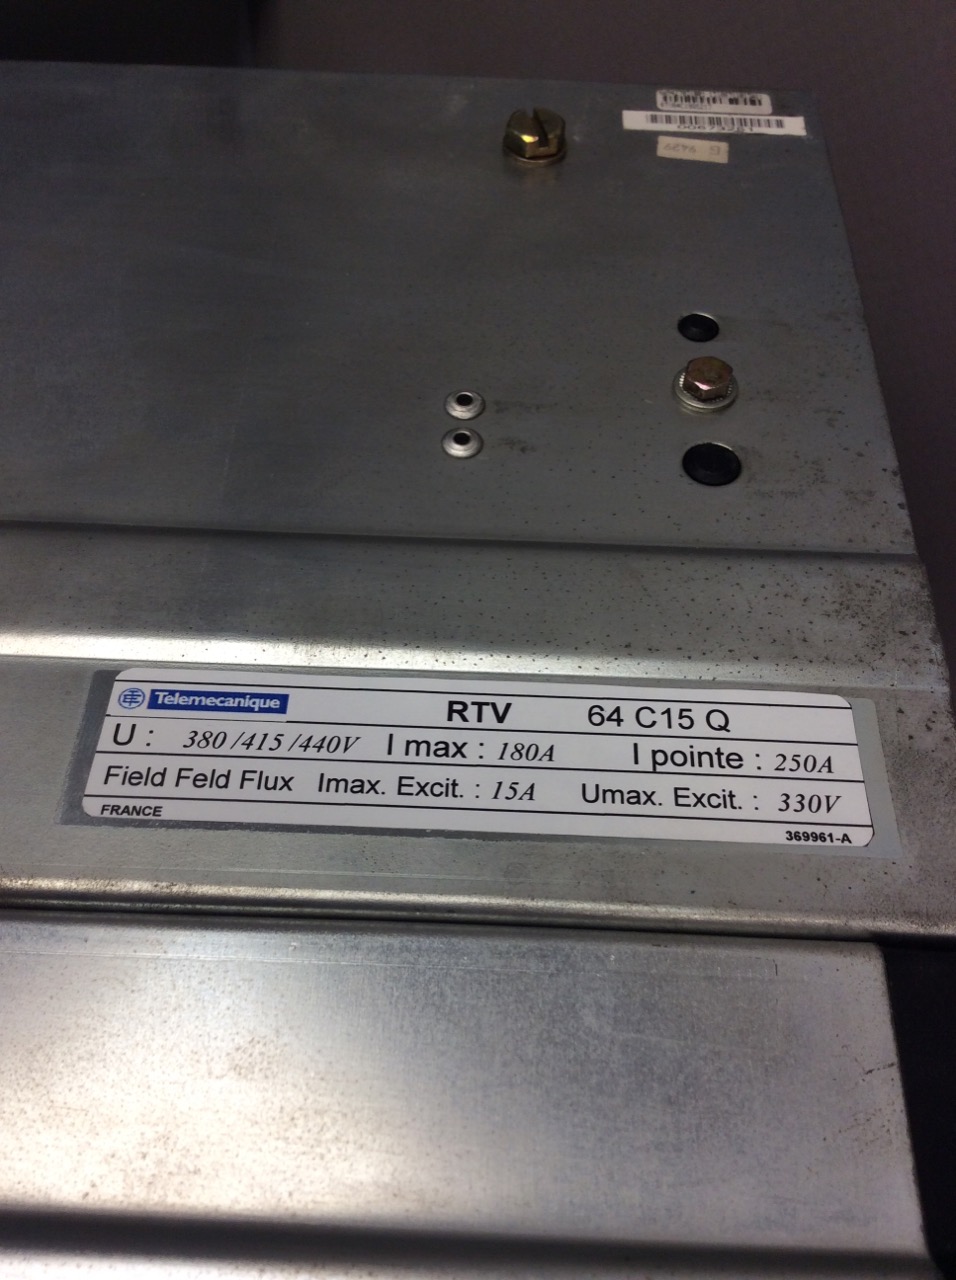 Telemecanique RTV 64 C15 Q
U : 380/415/440V I max : 180A I pointe : 250A
Field Feld Flux Imax. Excit. : 15A Umax. Excit. : 330V
FRANCE 369961-A